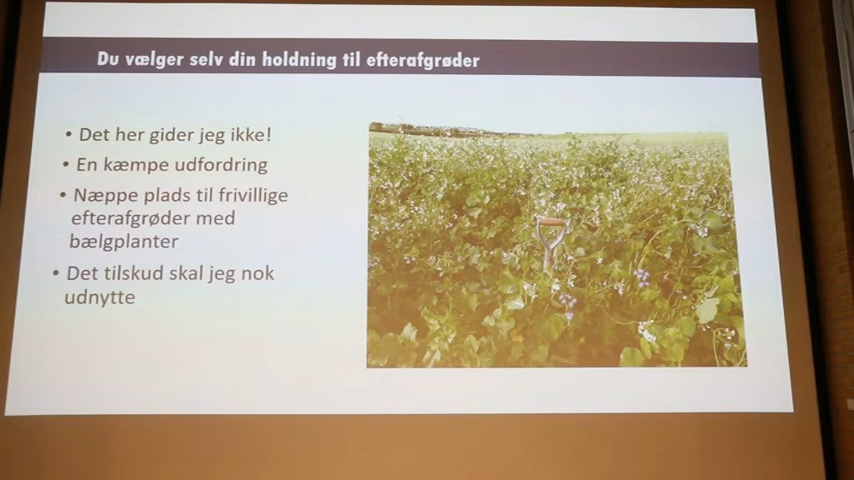 Du vælger selv din holdning til efterafgrøder
• Det her gider jeg ikke!
• En kæmpe udfordring
• Næppe plads til frivillige
efterafgrøder med
bælgplanter
• Det tilskud skal jeg nok
udnytte